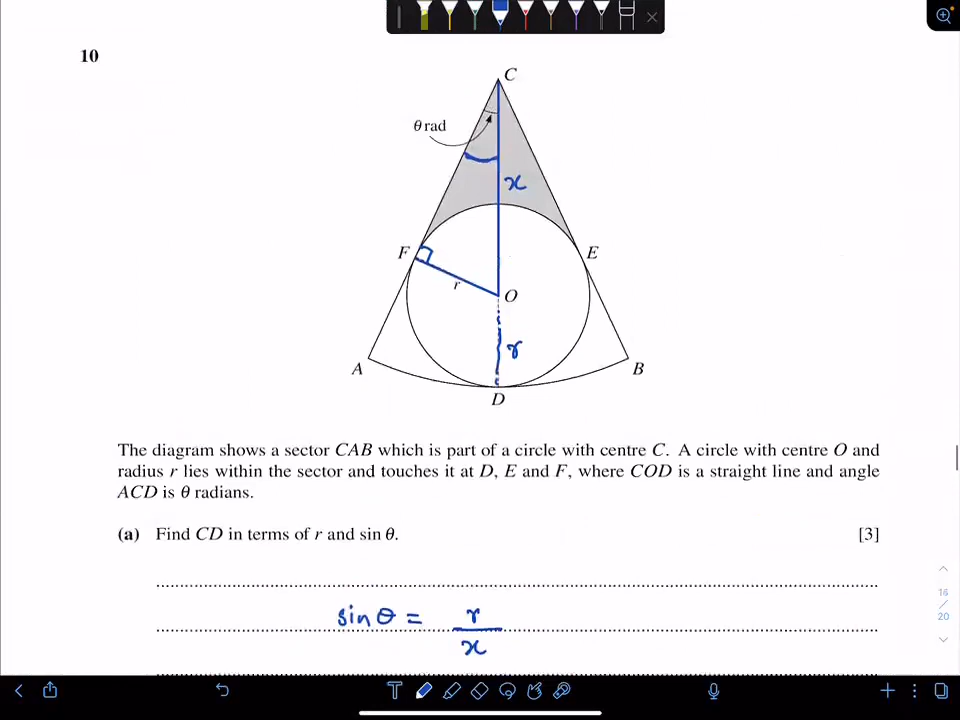 10
C
θ rad
x
F
E
r
O
r
A
B
D
The diagram shows a sector CAB which is part of a circle with centre C. A circle with centre O and
radius r lies within the sector and touches it at D, E and F, where COD is a straight line and angle
ACD is θ radians.
(a) Find CD in terms of r and sin θ. [3]
sin θ = r
x
16
/
20